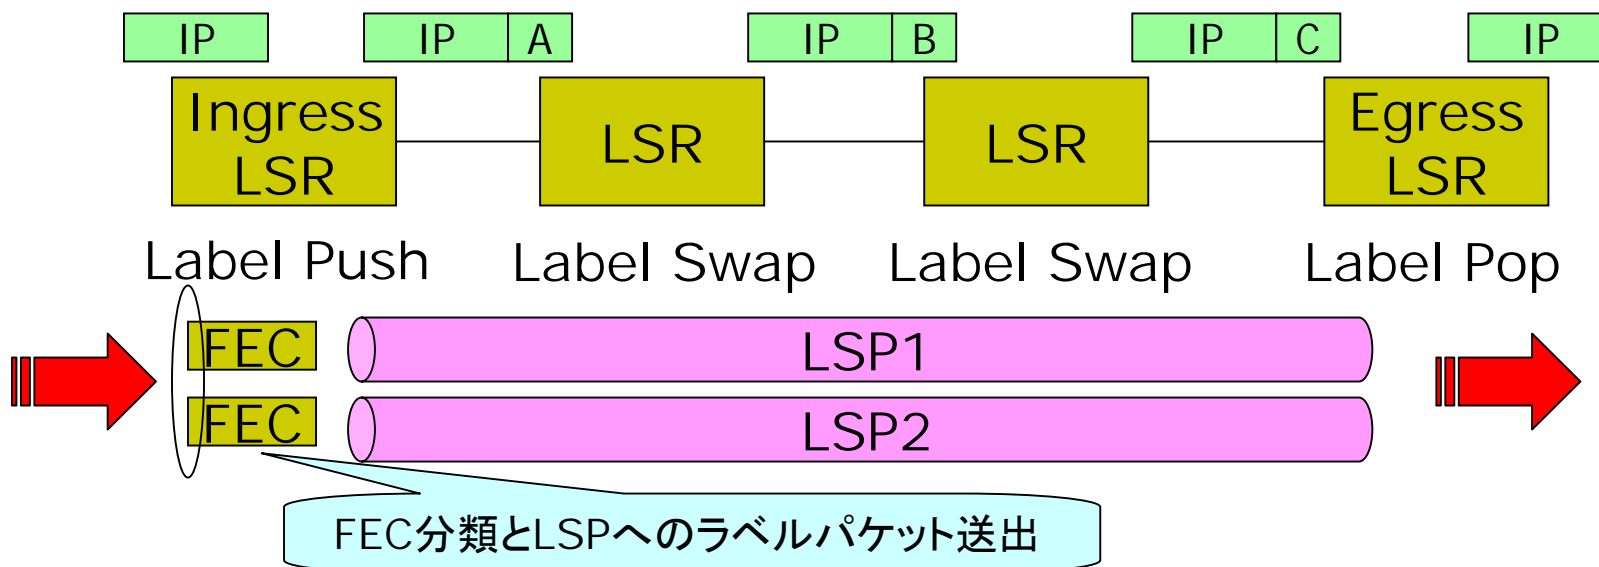 IP IP A IP B IP C IP
Ingress LSR
LSR
LSR
Egress LSR
Label Push Label Swap Label Swap Label Pop
FEC LSP1
FEC LSP2
FEC分類とLSPへのラベルパケット送出